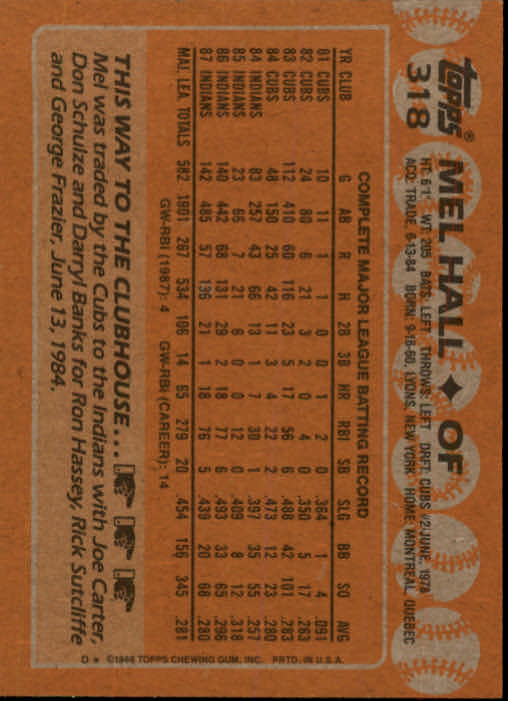 topps®
318 MEL HALL ♦ OF
HT: 6'1" WT: 205 BATS: LEFT THROWS: LEFT DRFT: CUBS #2/JUNE, 1978
ACQ: TRADE, 6-13-84 BORN: 9-16-60, LYONS, NEW YORK HOME: MONTREAL, QUEBEC
COMPLETE MAJOR LEAGUE BATTING RECORD
YR CLUB G AB R H 2B 3B HR RBI SB SLG BB SO AVG
81 CUBS 10 11 1 1 0 0 1 2 0 .364 1 4 .091
82 CUBS 24 80 6 21 3 2 0 4 0 .350 5 17 .263
83 CUBS 112 410 60 116 23 5 17 56 6 .488 42 101 .283
84 CUBS 48 150 25 42 11 3 4 22 2 .473 12 23 .280
84 INDIANS 83 257 43 66 13 1 7 30 1 .397 35 55 .257
85 INDIANS 23 66 7 21 6 0 0 12 0 .409 8 12 .318
86 INDIANS 140 442 68 131 29 2 18 77 6 .493 33 65 .296
87 INDIANS 142 485 57 136 21 1 18 76 5 .439 20 68 .280
MAJ. LEA. TOTALS 582 1901 267 534 106 14 65 279 20 .454 156 345 .281
GW-RBI (1987): 4 GW-RBI (CAREER): 14
THIS WAY TO THE CLUBHOUSE...
Mel was traded by the Cubs to the Indians with Joe Carter,
Don Schulze and Darryl Banks for Ron Hassey, Rick Sutcliffe
and George Frazier, June 13, 1984.
D* ©1988 TOPPS CHEWING GUM, INC. PRTD. IN U.S.A.